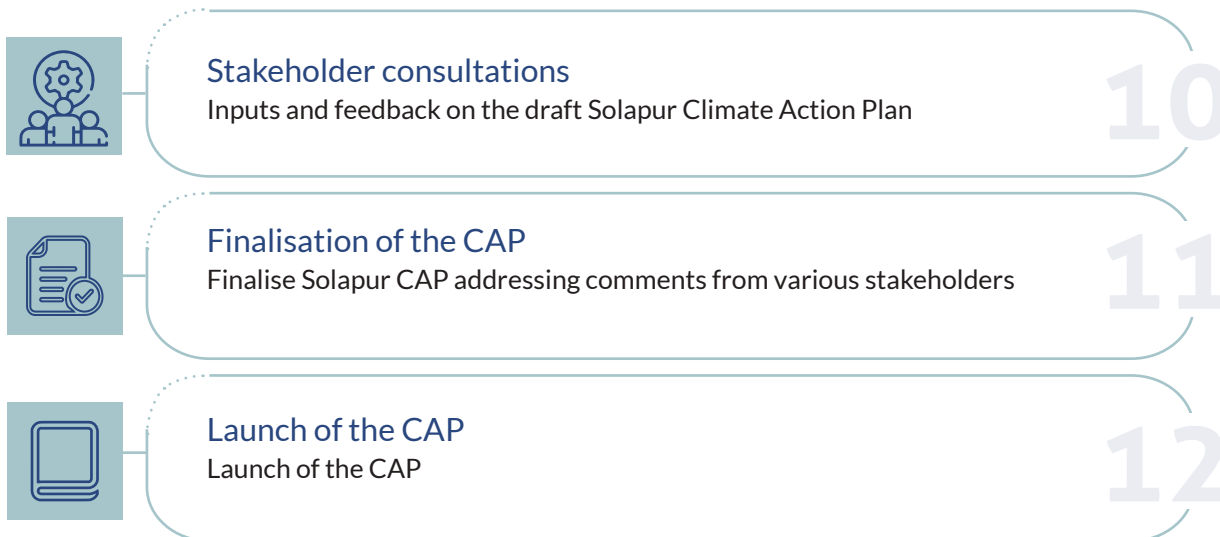 Stakeholder consultations
Inputs and feedback on the draft Solapur Climate Action Plan
10
Finalisation of the CAP
Finalise Solapur CAP addressing comments from various stakeholders
11
Launch of the CAP
Launch of the CAP
12